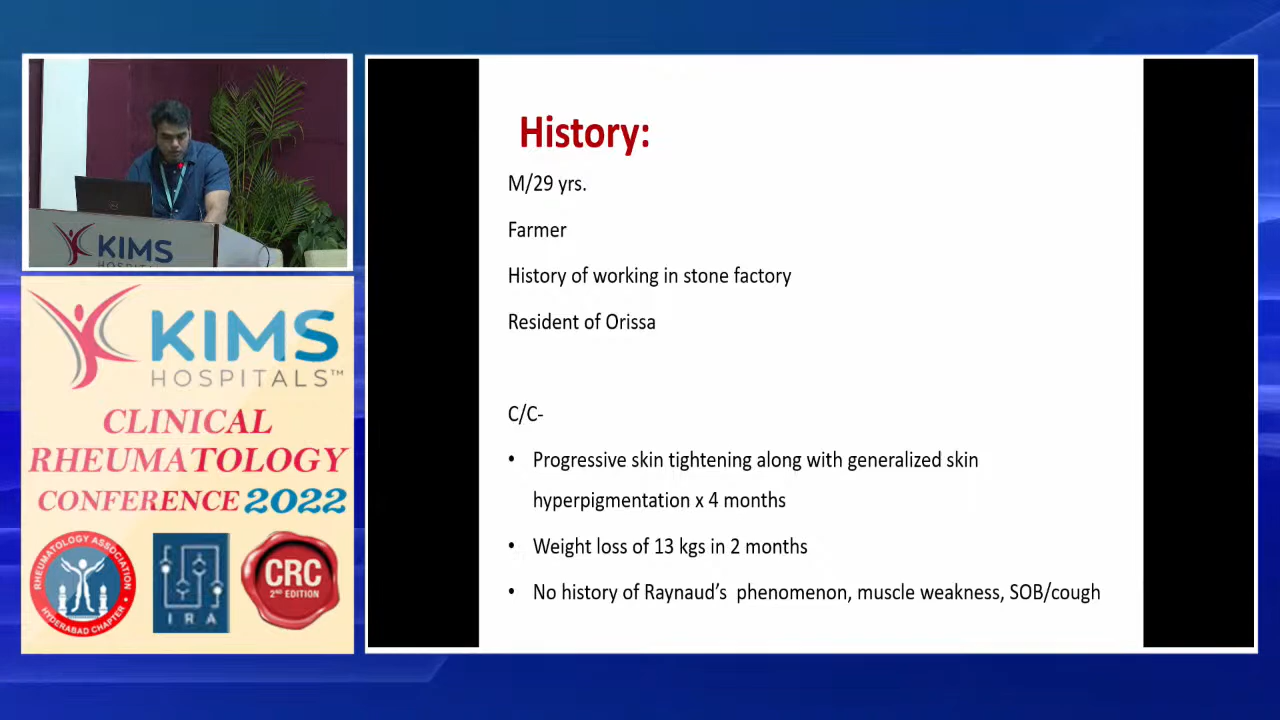 KIMS
KIMS
HOSPITALS™
CLINICAL
RHEUMATOLOGY
CONFERENCE 2022
RHEUMATOLOGY ASSOCIATION
HYDERABAD CHAPTER
IRA
CRC
2ND EDITION
History:
M/29 yrs.
Farmer
History of working in stone factory
Resident of Orissa
C/C-
• Progressive skin tightening along with generalized skin
hyperpigmentation x 4 months
• Weight loss of 13 kgs in 2 months
• No history of Raynaud’s phenomenon, muscle weakness, SOB/cough